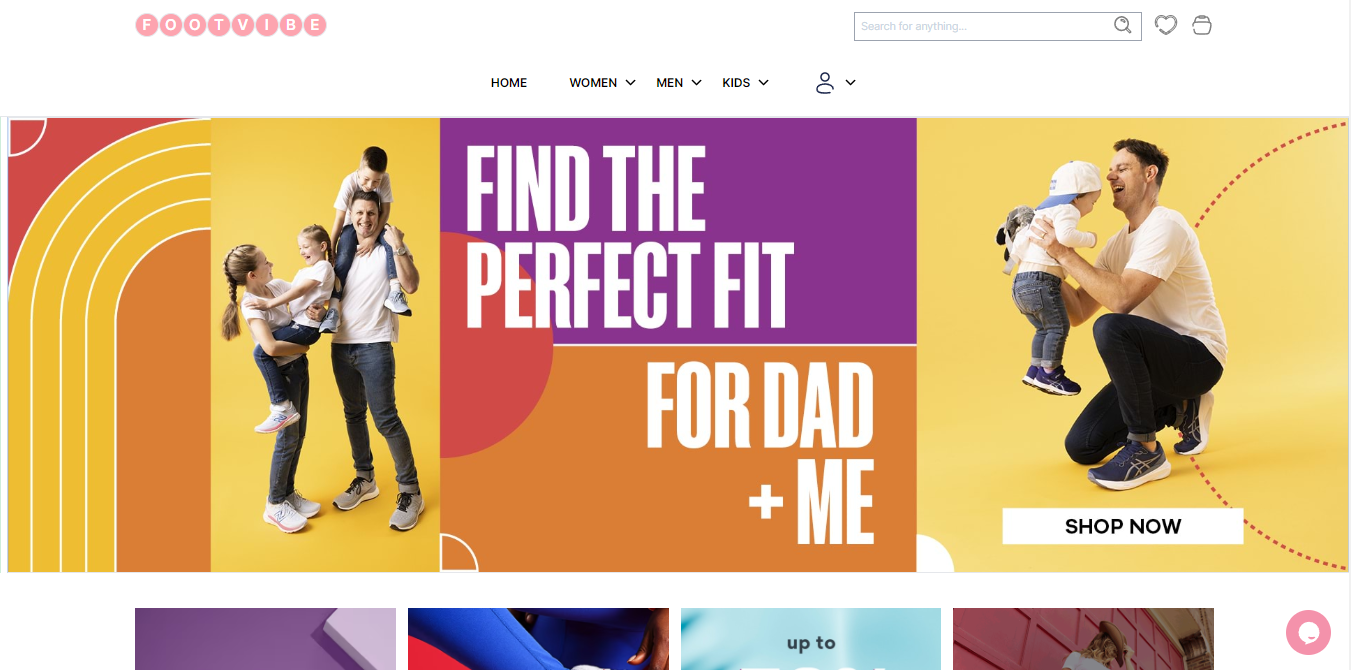 FOOTVIBE
Search for anything...
HOME
WOMEN
MEN
KIDS
FIND THE
PERFECT FIT
FOR DAD
+ ME
SHOP NOW
up to